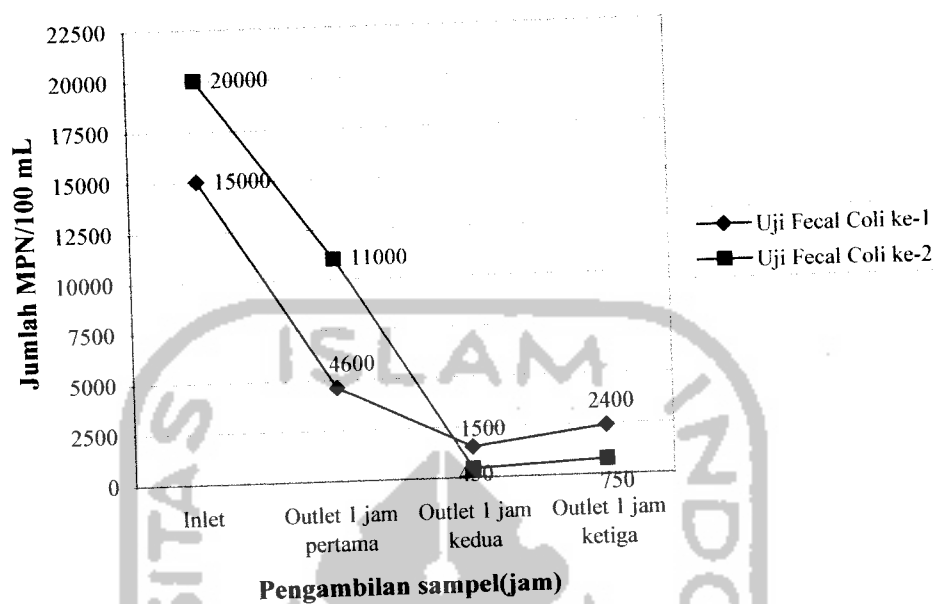 22500
20000
17500
15000
12500
10000
7500
5000
2500
0
Jumlah MPN/100 mL
20000
15000
11000
4600
1500
2400
750
Inlet
Outlet 1 jam
pertama
Outlet 1 jam
kedua
Outlet 1 jam
ketiga
Pengambilan sampel(jam)
Uji Fecal Coli ke-1
Uji Fecal Coli ke-2
ISLAM